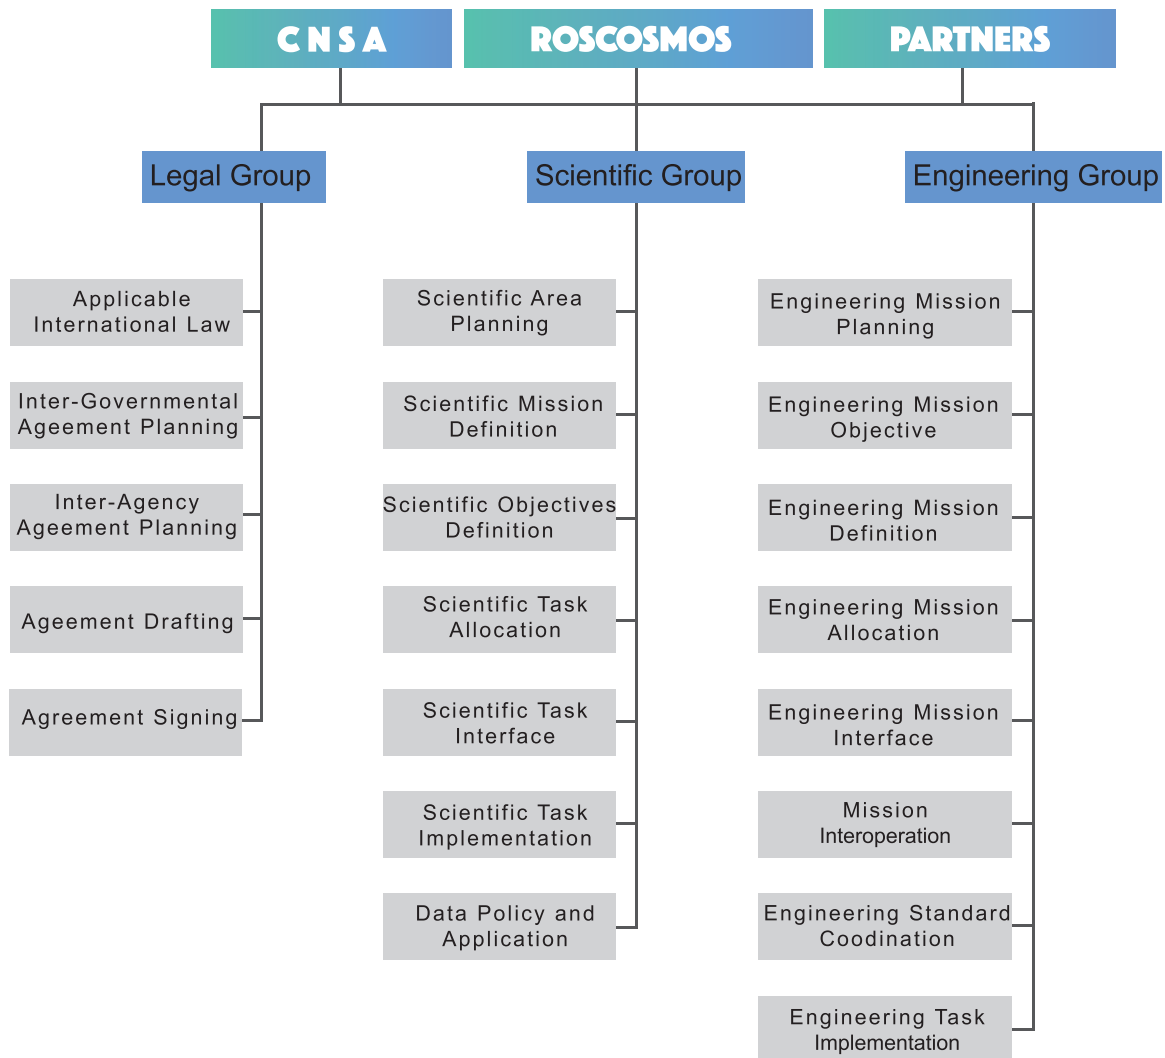 CNSA
ROSCOSMOS
PARTNERS
Legal Group
Scientific Group
Engineering Group
Applicable
International Law
Inter-Governmental
Ageement Planning
Inter-Agency
Ageement Planning
Ageement Drafting
Agreement Signing
Scientific Area
Planning
Scientific Mission
Definition
Scientific Objectives
Definition
Scientific Task
Allocation
Scientific Task
Interface
Scientific Task
Implementation
Data Policy and
Application
Engineering Mission
Planning
Engineering Mission
Objective
Engineering Mission
Definition
Engineering Mission
Allocation
Engineering Mission
Interface
Mission
Interoperation
Engineering Standard
Coodination
Engineering Task
Implementation